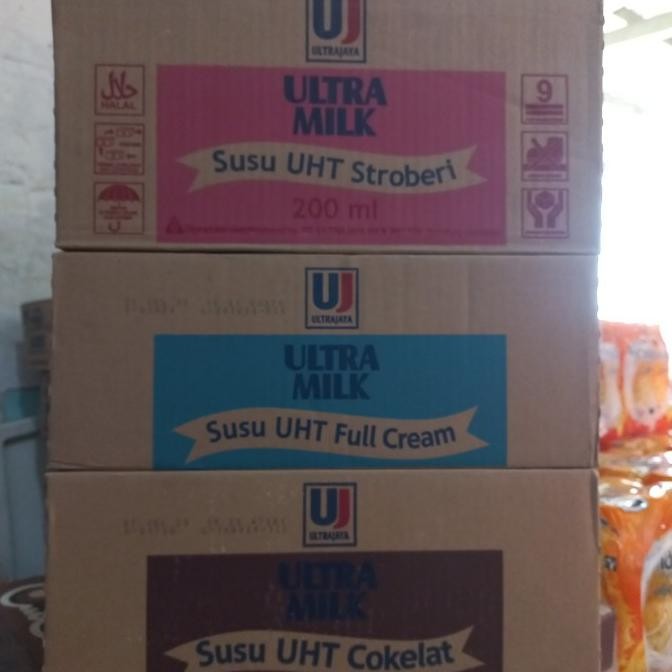 UJ
ULTRAJAYA
ULTRA
MILK
Susu UHT Stroberi
200 ml
HALAL
9
UJ
ULTRAJAYA
ULTRA
MILK
Susu UHT Full Cream
UJ
ULTRAJAYA
ULTRA
MILK
Susu UHT Cokelat